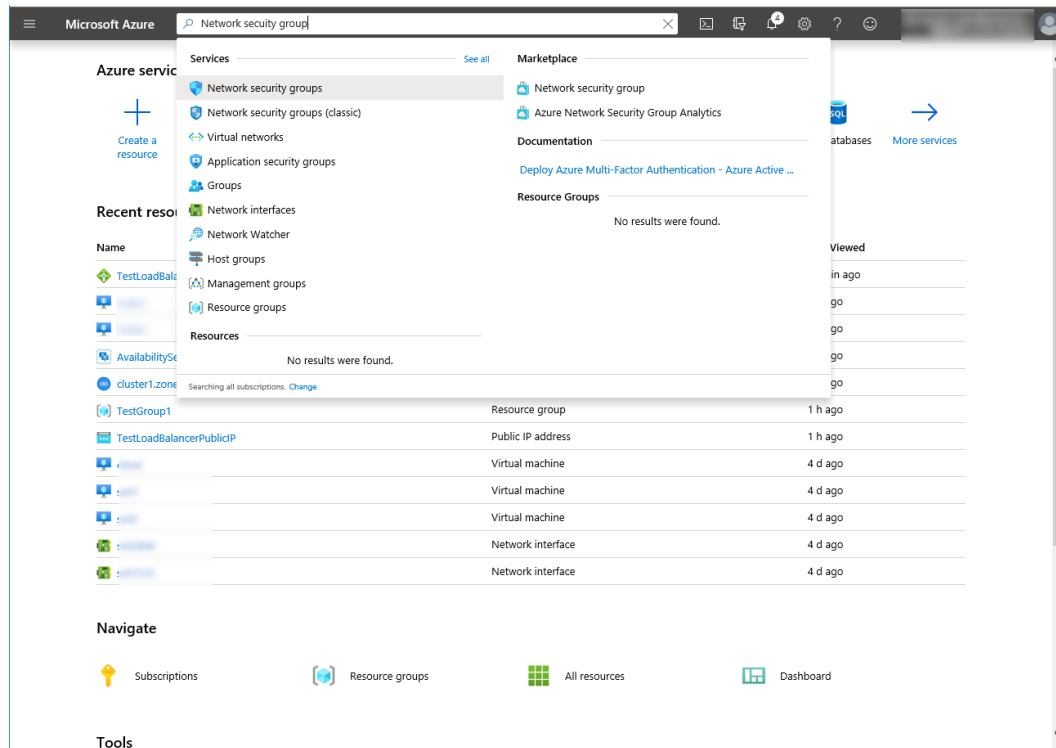 Microsoft Azure
Network secuity group
4
Services
See all
Network security groups
Network security groups (classic)
Virtual networks
Application security groups
Groups
Network interfaces
Network Watcher
Host groups
Management groups
Resource groups
Resources
No results were found.
Searching all subscriptions. Change
Marketplace
Network security group
Azure Network Security Group Analytics
Documentation
Deploy Azure Multi-Factor Authentication - Azure Active ...
Resource Groups
No results were found.
Azure servic
Create a
resource
SQL
atabases
More services
Recent resou
Name
Viewed
TestLoadBala
in ago
go
go
AvailabilitySe
go
cluster1.zone
go
TestGroup1 Resource group 1 h ago
TestLoadBalancerPublicIP Public IP address 1 h ago
Virtual machine 4 d ago
Virtual machine 4 d ago
Virtual machine 4 d ago
Network interface 4 d ago
Network interface 4 d ago
Navigate
Subscriptions Resource groups All resources Dashboard
Tools